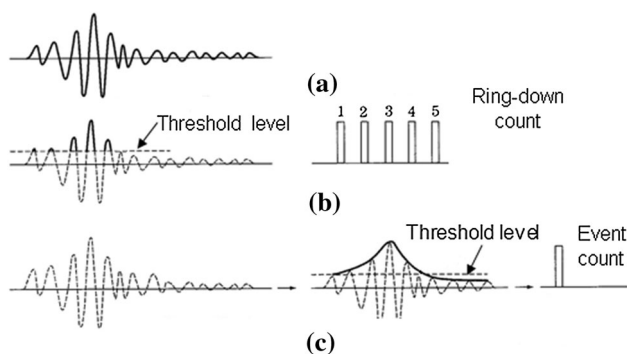 (a)
Threshold level
1 2 3 4 5
Ring-down
count
(b)
Threshold level
Event
count
(c)